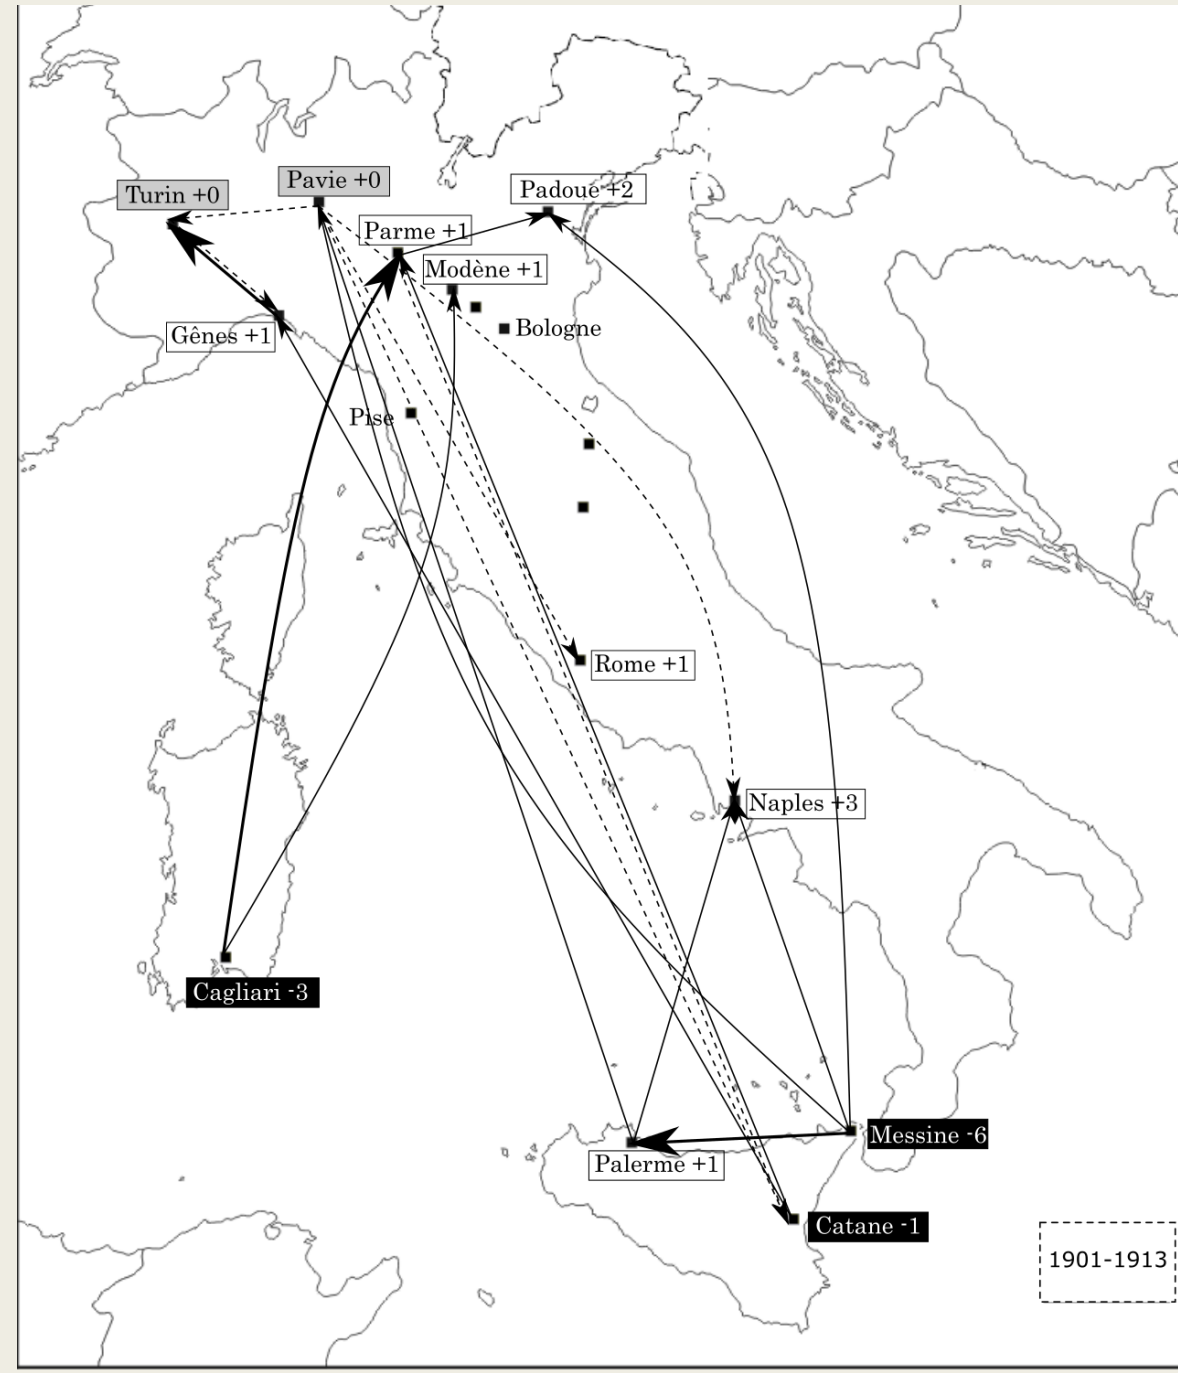 Pavie +0
Turin +0
Padoue +2
Parme +1
Modène +1
Bologne
Gênes +1
Pise
Rome +1
Naples +3
Cagliari -3
Messine -6
Palerme +1
Catane -1
1901-1913